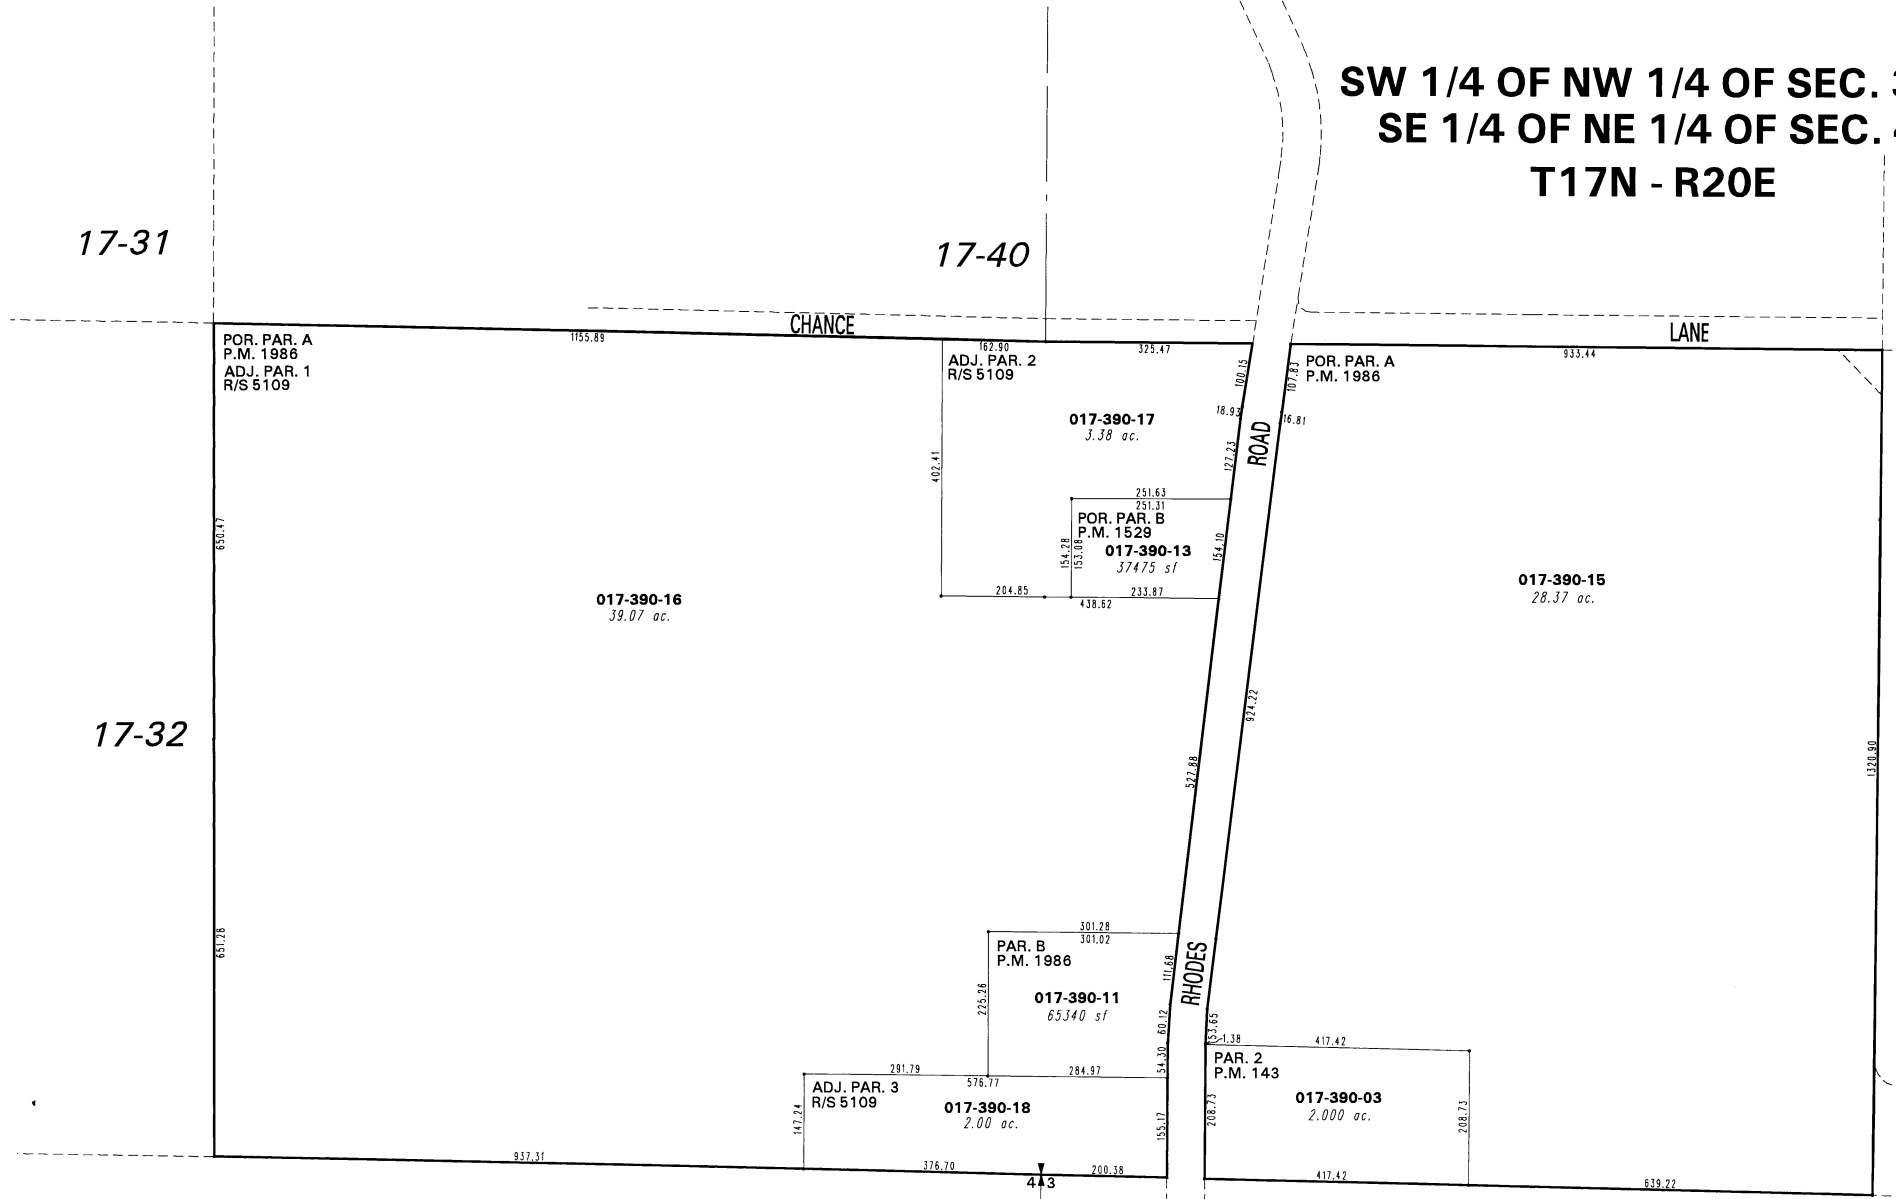 SW 1/4 OF NW 1/4 OF SEC.
SE 1/4 OF NE 1/4 OF SEC.
T17N - R20E
17-31
17-40
CHANCE
LANE
POR. PAR. A
P.M. 1986
ADJ. PAR. 1
R/S 5109
1155.89
162.90
325.47
933.44
ADJ. PAR. 2
R/S 5109
100.15
107.83
POR. PAR. A
P.M. 1986
18.93
16.81
017-390-17
3.38 ac.
ROAD
127.23
402.41
251.63
251.31
POR. PAR. B
P.M. 1529
650.47
154.28
153.08
017-390-13
37475 sf
154.10
204.85
233.87
438.62
017-390-16
39.07 ac.
017-390-15
28.37 ac.
924.22
17-32
527.88
1320.90
301.28
301.02
PAR. B
P.M. 1986
651.28
111.68
RHODES
225.26
017-390-11
65340 sf
60.12
53.65
1.38
417.42
54.30
291.79
284.97
576.77
PAR. 2
P.M. 143
ADJ. PAR. 3
R/S 5109
147.24
017-390-18
2.00 ac.
155.17
208.73
017-390-03
2.000 ac.
208.73
937.31
376.70
200.38
417.42
639.22
4
3